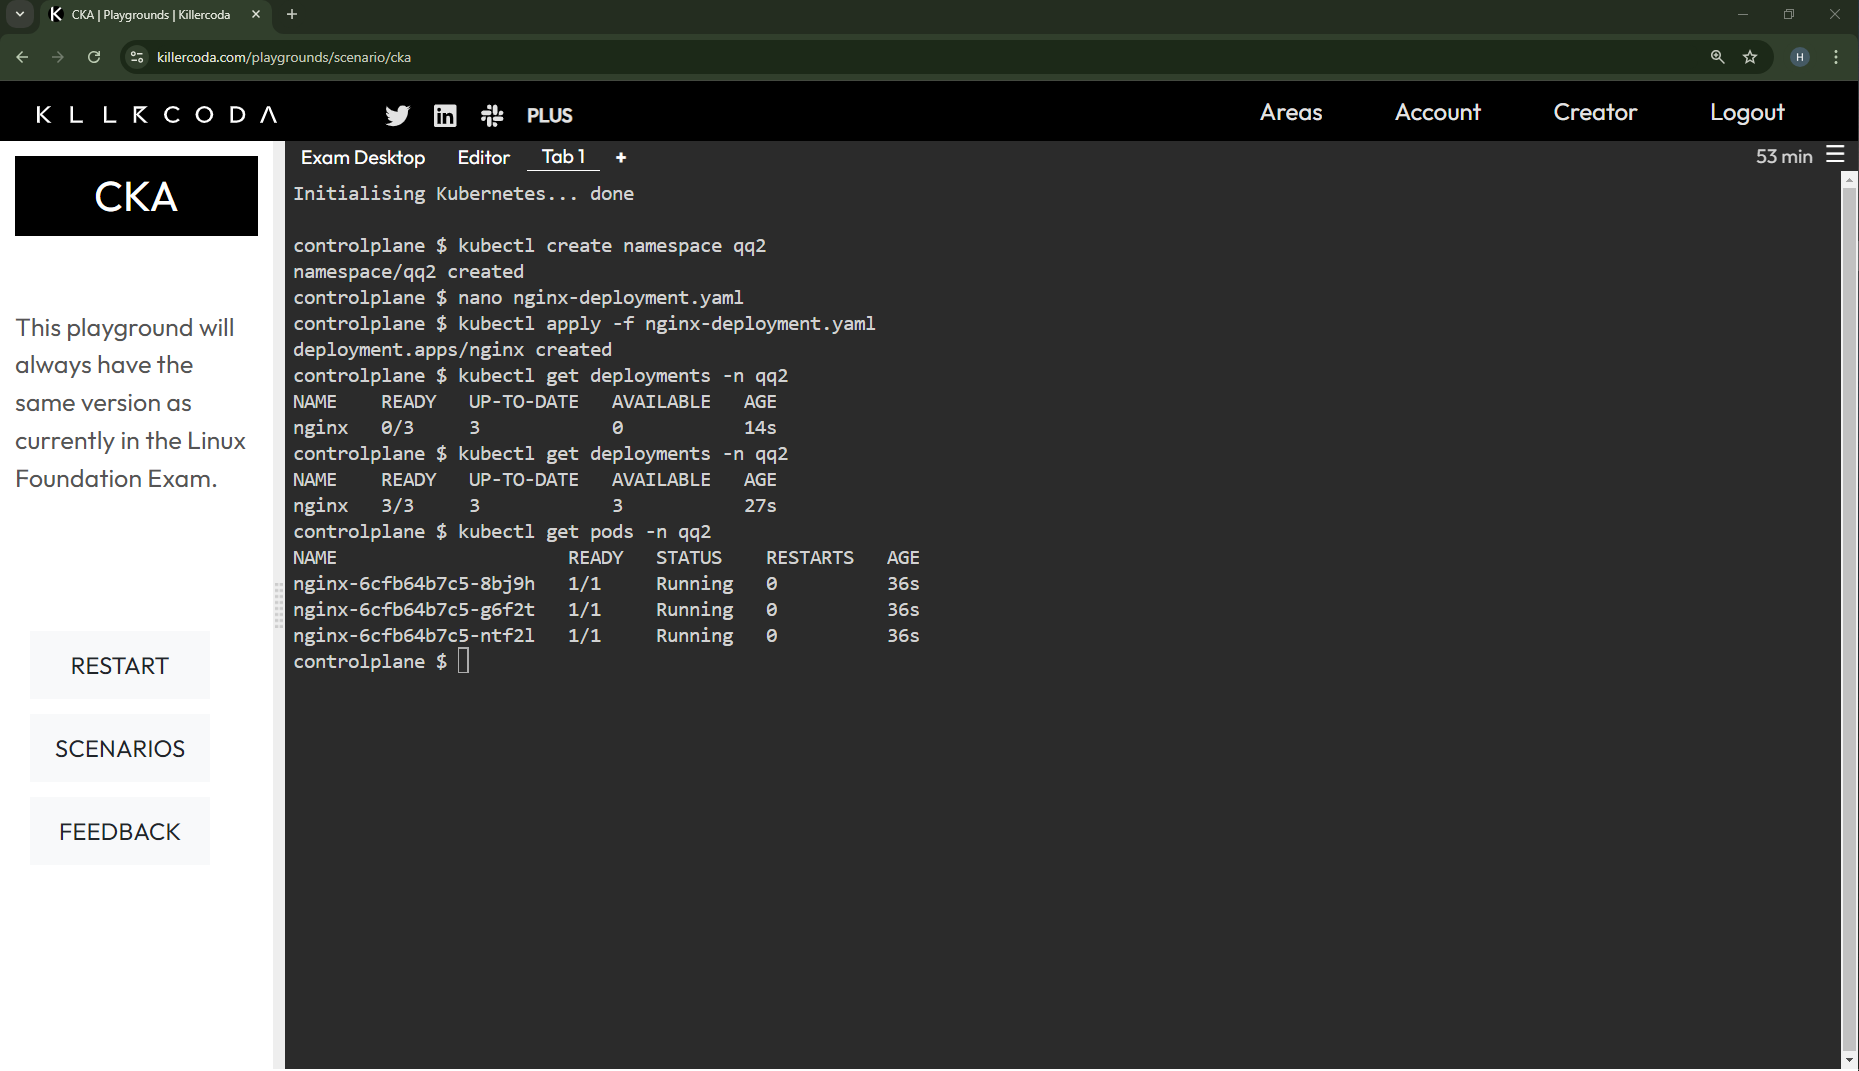 CKA | Playgrounds | Killercoda
killercoda.com/playgrounds/scenario/cka
H
KLLRCODA
PLUS
Areas
Account
Creator
Logout
CKA
This playground will
always have the
same version as
currently in the Linux
Foundation Exam.
RESTART
SCENARIOS
FEEDBACK
Exam Desktop
Editor
Tab 1
+
53 min
Initialising Kubernetes... done
controlplane $ kubectl create namespace qq2
namespace/qq2 created
controlplane $ nano nginx-deployment.yaml
controlplane $ kubectl apply -f nginx-deployment.yaml
deployment.apps/nginx created
controlplane $ kubectl get deployments -n qq2
NAME    READY   UP-TO-DATE   AVAILABLE   AGE
nginx   0/3     3            0           14s
controlplane $ kubectl get deployments -n qq2
NAME    READY   UP-TO-DATE   AVAILABLE   AGE
nginx   3/3     3            3           27s
controlplane $ kubectl get pods -n qq2
NAME                     READY   STATUS    RESTARTS   AGE
nginx-6cfb64b7c5-8bj9h   1/1     Running   0          36s
nginx-6cfb64b7c5-g6f2t   1/1     Running   0          36s
nginx-6cfb64b7c5-ntf2l   1/1     Running   0          36s
controlplane $